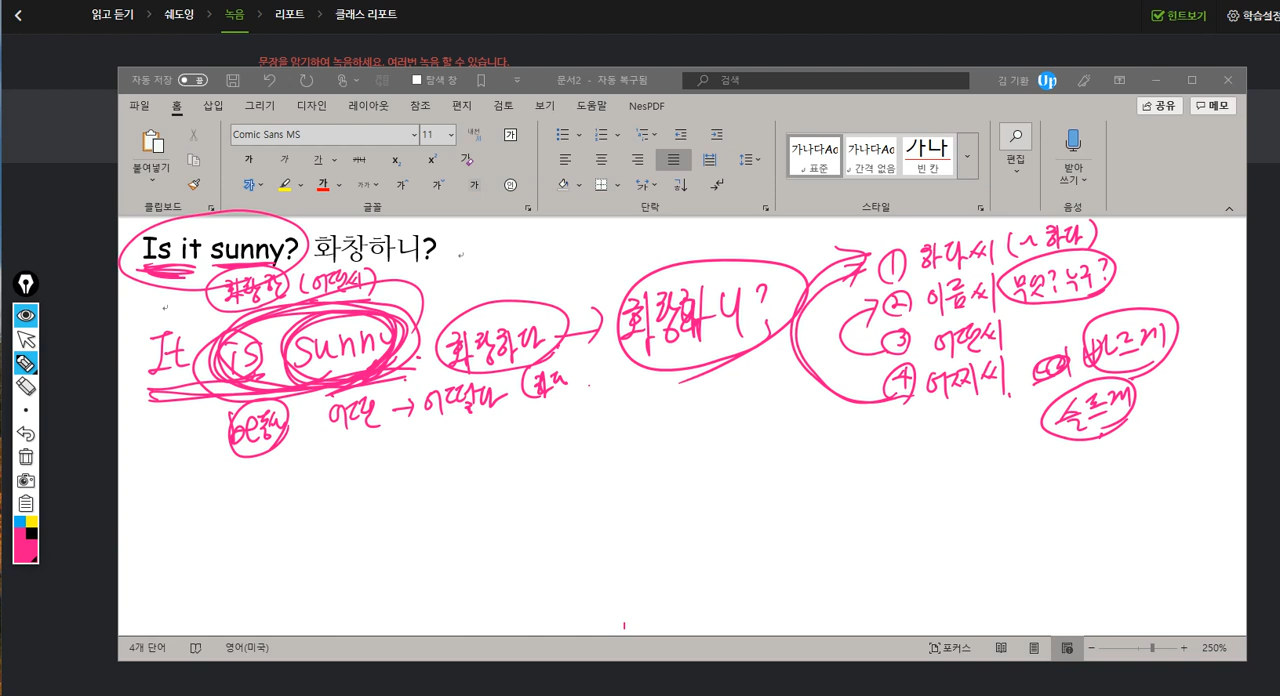 읽고 듣기 > 쉐도잉 > 녹음 > 리포트 > 클래스 리포트 힌트보기 학습설정
문장을 암기하여 녹음하세요. 여러번 녹음 할 수 있습니다.
자동 저장 끔 탐색 창 문서2 - 자동 복구됨 검색 김 기환 Up
파일 홈 삽입 그리기 디자인 레이아웃 참조 편지 검토 보기 도움말 NesPDF 공유 메모
붙여넣기 Comic Sans MS 11 가나다Aa 가나다Aa 가나 편집 받아쓰기
표준 간격 없음 빈 칸
클립보드 글꼴 단락 스타일 음성
Is it sunny? 화창하니?
화창한 (어떤씨)
It is sunny. 화창하다 → 화창하니?
be동사 어떤 → 어떻다
① 하다씨 (~하다)
② 이름씨 무엇? 누구?
③ 어떤씨
④ 어찌씨. 빠르게
슬프게
4개 단어 영어(미국) 포커스 250%